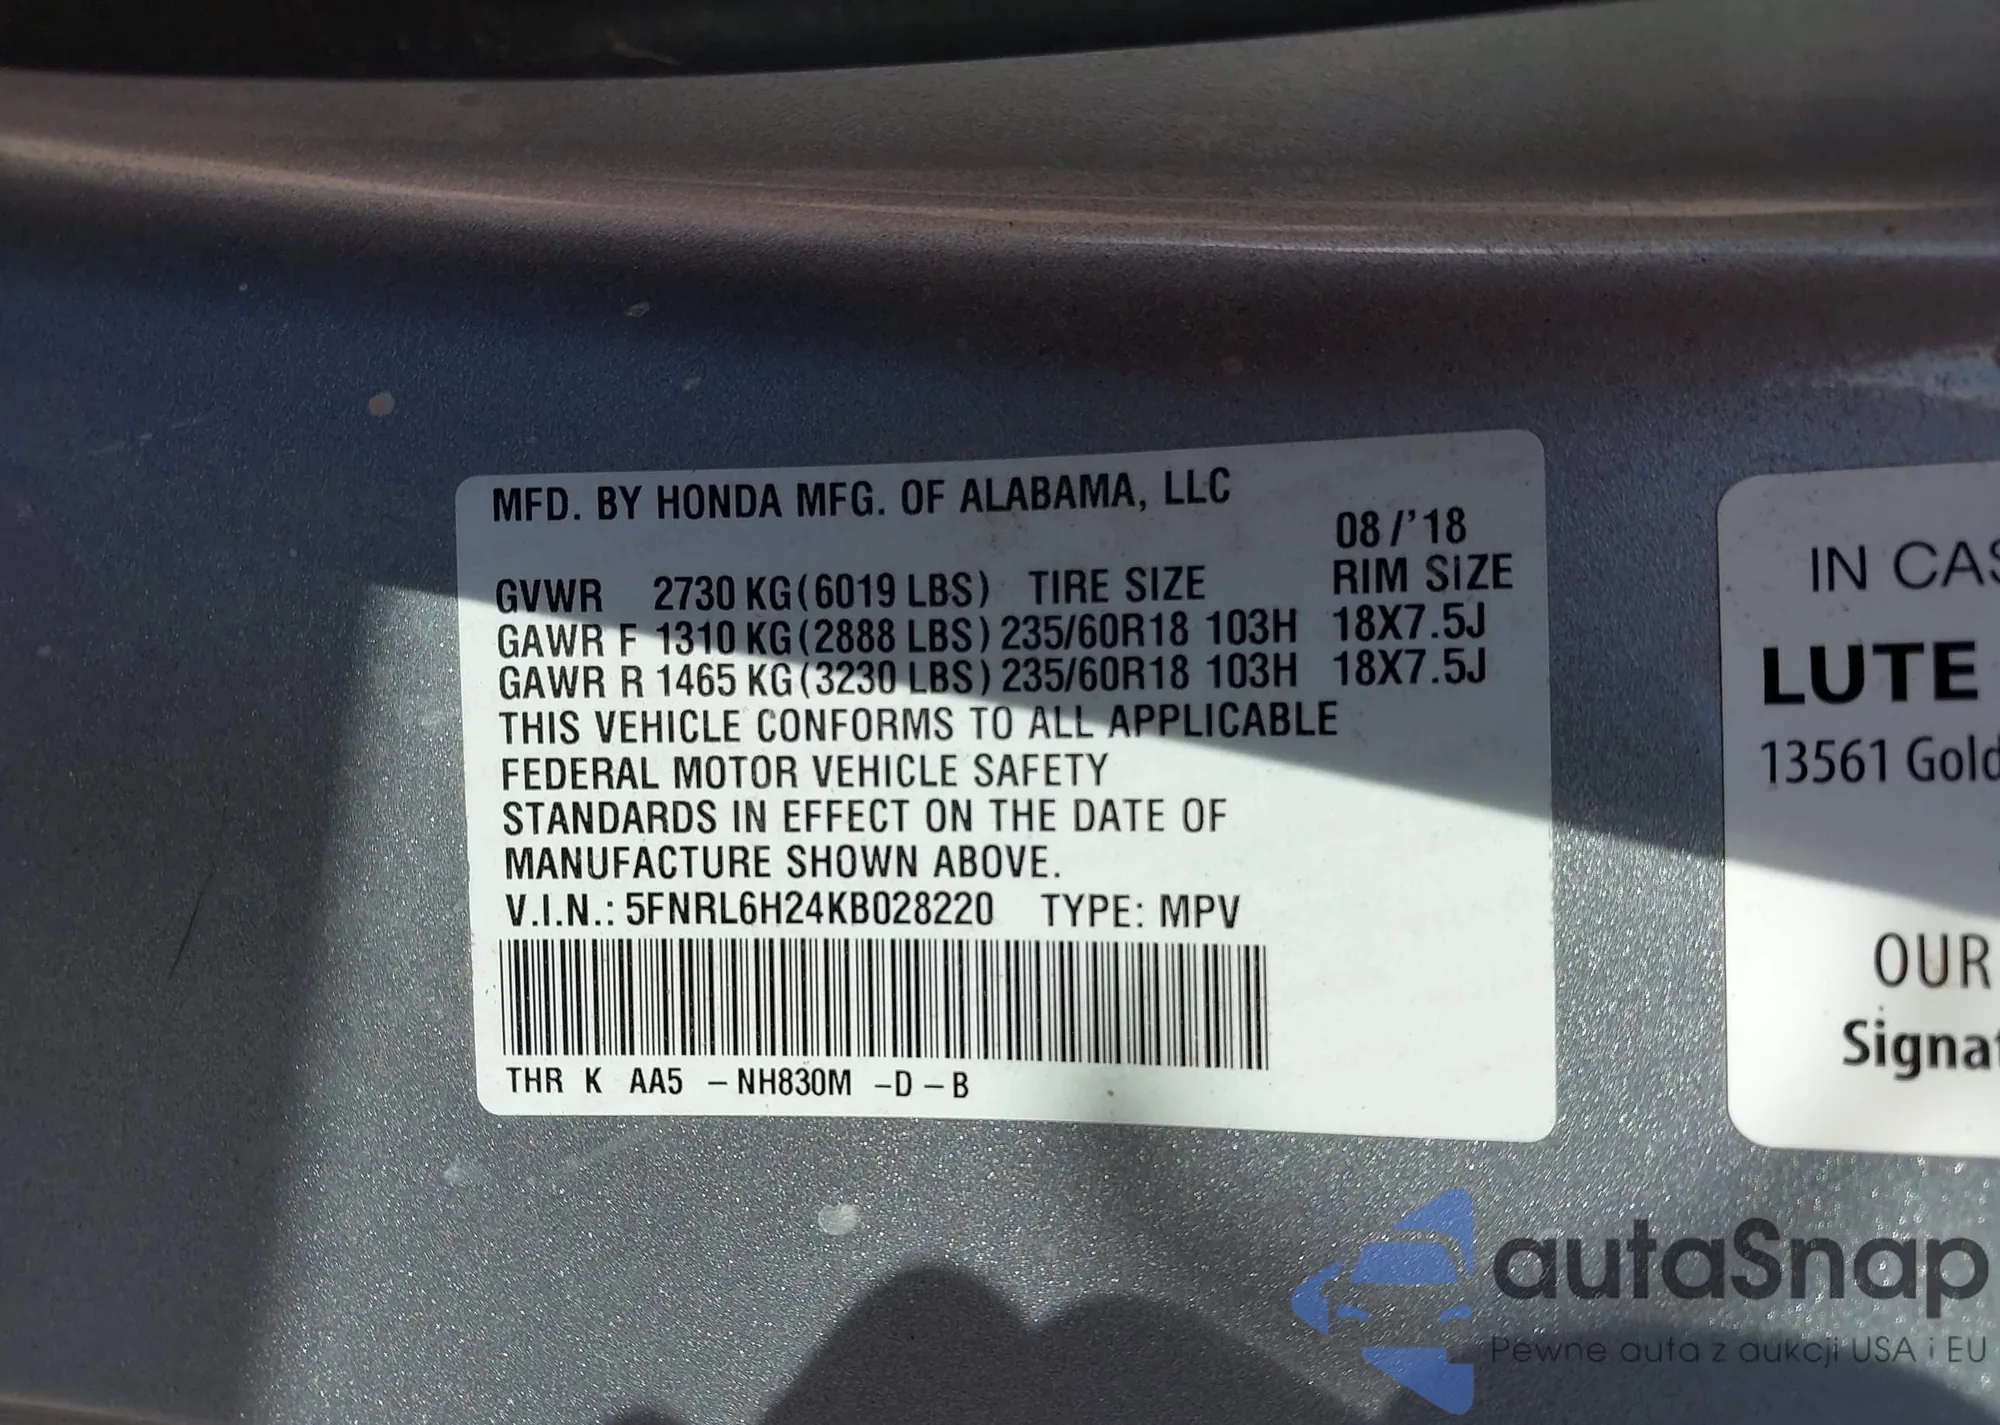 MFD. BY HONDA MFG. OF ALABAMA, LLC
08/'18
GVWR 2730 KG(6019 LBS) TIRE SIZE RIM SIZE
GAWR F 1310 KG(2888 LBS) 235/60R18 103H 18X7.5J
GAWR R 1465 KG(3230 LBS) 235/60R18 103H 18X7.5J
THIS VEHICLE CONFORMS TO ALL APPLICABLE
FEDERAL MOTOR VEHICLE SAFETY
STANDARDS IN EFFECT ON THE DATE OF
MANUFACTURE SHOWN ABOVE.
V.I.N.: 5FNRL6H24KB028220 TYPE: MPV
THR K AA5 -NH830M -D-B
IN CAS
LUTE
13561 Gold
OUR
Signat
autaSnap
Pewne auta z aukcji USA i EU